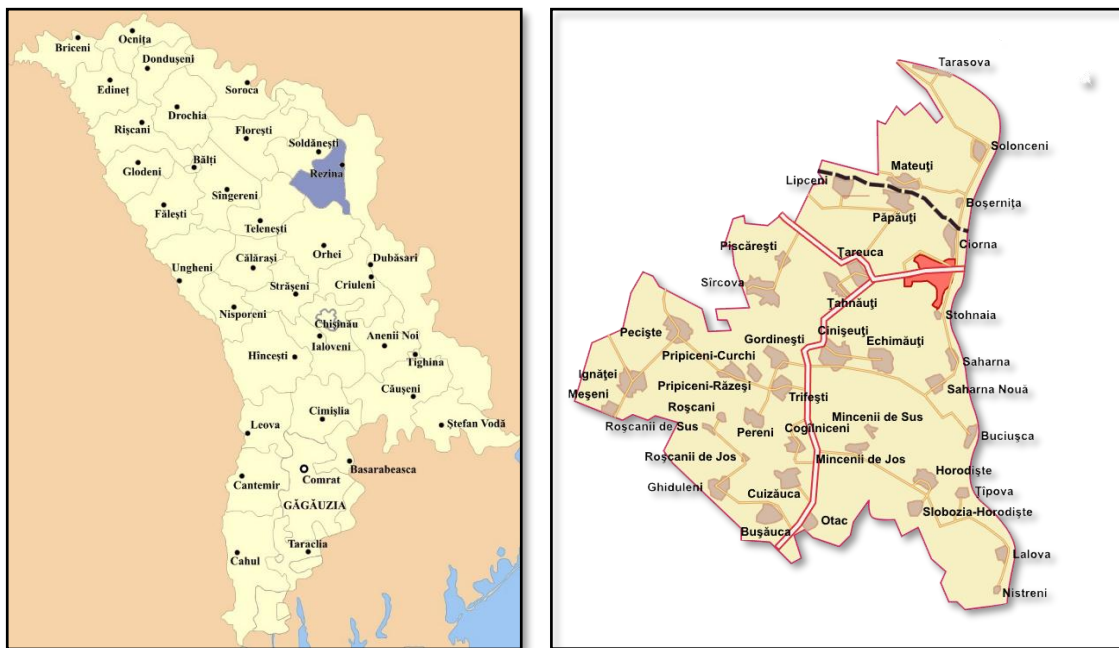 Ocnița
Briceni
Dondușeni
Edineț
Soroca
Drochia
Rîșcani
Florești
Soldănești
Glodeni
Bălți
Rezina
Sîngereni
Fălești
Telenești
Orhei
Călărași
Ungheni
Dubăsari
Criuleni
Strășeni
Nisporeni
Chișinău
Ialoveni
Anenii Noi
Hîncești
Tighina
Căușeni
Cimișlia
Ștefan Vodă
Leova
Basarabeasca
Comrat
Cantemir
GĂGĂUZIA
Taraclia
Cahul
Tarasova
Solonceni
Mateuți
Lipceni
Boșernița
Păpăuți
Ciorna
Piscărești
Țareuca
Sîrcova
Țahnăuți
Stohnaia
Peciște
Cinișeuți
Gordinești
Echimăuți
Pripiceni-Curchi
Saharna
Ignăței
Pripiceni-Răzeși
Saharna Nouă
Meșeni
Trifești
Roșcani
Mincenii de Sus
Roșcanii de Sus
Pereni
Cogîlniceni
Buciușca
Roșcanii de Jos
Mincenii de Jos
Horodiște
Ghiduleni
Cuizăuca
Țîpova
Slobozia-Horodiște
Otac
Bușăuca
Lalova
Nistreni